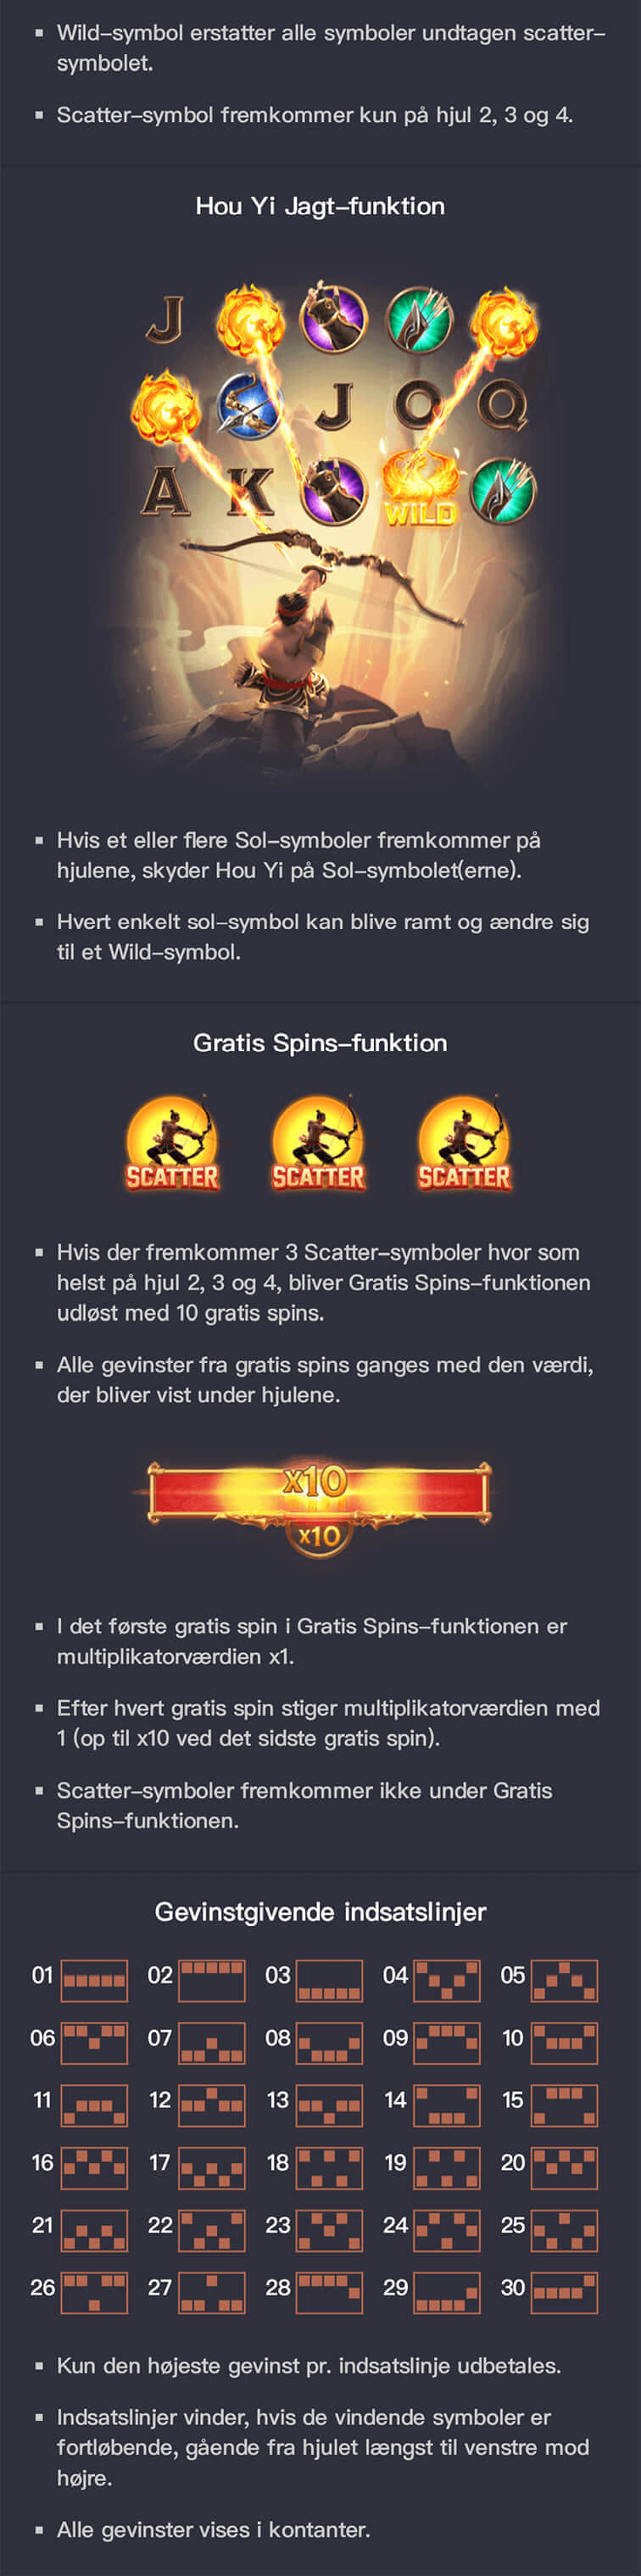 Wild-symbol erstatter alle symboler undtagen scatter-
symbolet.
Scatter-symbol fremkommer kun på hjul 2, 3 og 4.
Hou Yi Jagt-funktion
J
J Q Q
A K WILD
Hvis et eller flere Sol-symboler fremkommer på
hjulene, skyder Hou Yi på Sol-symbolet(erne).
Hvert enkelt sol-symbol kan blive ramt og ændre sig
til et Wild-symbol.
Gratis Spins-funktion
SCATTER SCATTER SCATTER
Hvis der fremkommer 3 Scatter-symboler hvor som
helst på hjul 2, 3 og 4, bliver Gratis Spins-funktionen
udløst med 10 gratis spins.
Alle gevinster fra gratis spins ganges med den værdi,
der bliver vist under hjulene.
x10
x10
I det første gratis spin i Gratis Spins-funktionen er
multiplikatorværdien x1.
Efter hvert gratis spin stiger multiplikatorværdien med
1 (op til x10 ved det sidste gratis spin).
Scatter-symboler fremkommer ikke under Gratis
Spins-funktionen.
Gevinstgivende indsatslinjer
01 02 03 04 05
06 07 08 09 10
11 12 13 14 15
16 17 18 19 20
21 22 23 24 25
26 27 28 29 30
Kun den højeste gevinst pr. indsatslinje udbetales.
Indsatslinjer vinder, hvis de vindende symboler er
fortløbende, gående fra hjulet længst til venstre mod
højre.
Alle gevinster vises i kontanter.